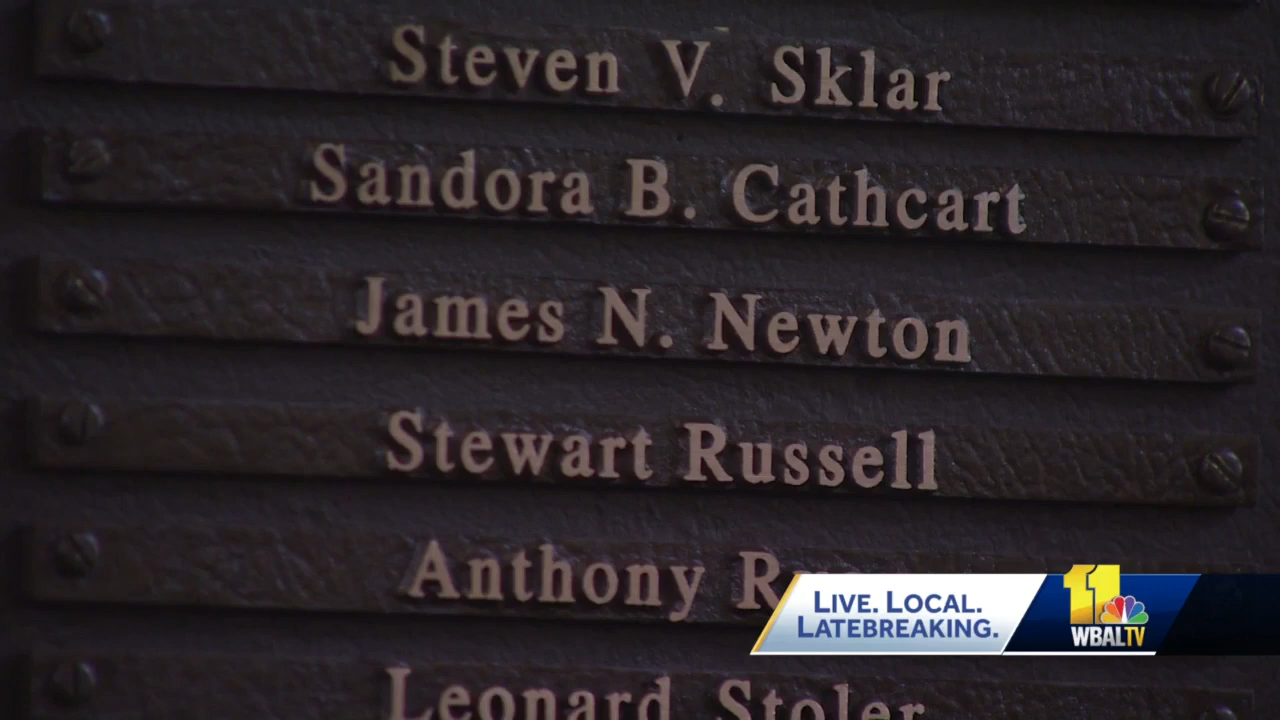 Steven V. Sklar
Sandora B. Cathcart
James N. Newton
Stewart Russell
Anthony
Leonard Stoler
LIVE. LOCAL.
LATEBREAKING.
11
WBALTV